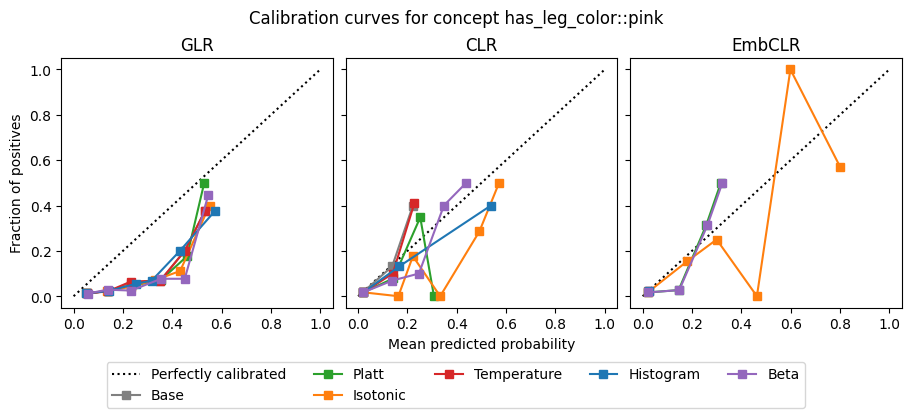 Calibration curves for concept has_leg_color::pink
GLR
CLR
EmbCLR
Fraction of positives
1.0
0.8
0.6
0.4
0.2
0.0
0.0 0.2 0.4 0.6 0.8 1.0
0.0 0.2 0.4 0.6 0.8 1.0
0.0 0.2 0.4 0.6 0.8 1.0
Mean predicted probability
Perfectly calibrated Platt Temperature Histogram Beta
Base Isotonic